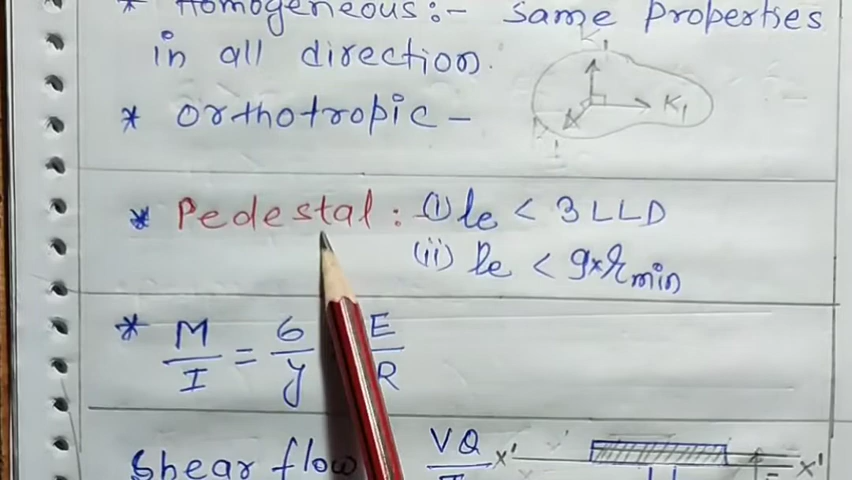 * Homogeneous:- Same Properties
in all direction.
* Orthotropic -
K1
* Pedestal: (i) le < 3 LLD
(ii) le < 9×rmin
* M/I = 6/y E/R
Shear flow VQ
X' X'